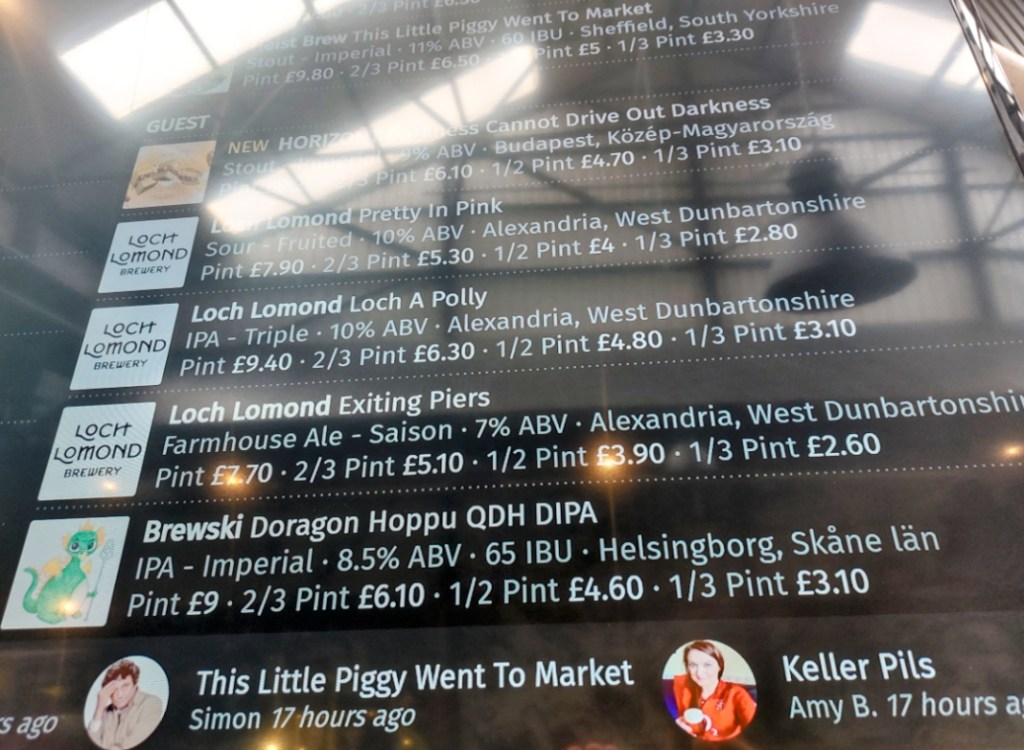 2/3 Pint
Brew This Little Piggy Went To Market
Stout - Imperial · 11% ABV · 60 IBU · Sheffield, South Yorkshire
Pint £9.80 · 2/3 Pint £6.50 Pint £5 · 1/3 Pint £3.30
GUEST
NEW Cannot Drive Out Darkness
Stout 9% ABV · Budapest, Közép-Magyarország
£6.10 · 1/2 Pint £4.70 · 1/3 Pint £3.10
LOCH LOMOND BREWERY
Loch Lomond Pretty In Pink
Sour - Fruited · 10% ABV · Alexandria, West Dunbartonshire
Pint £7.90 · 2/3 Pint £5.30 · 1/2 Pint £4 · 1/3 Pint £2.80
LOCH LOMOND BREWERY
Loch Lomond Loch A Polly
IPA - Triple · 10% ABV · Alexandria, West Dunbartonshire
Pint £9.40 · 2/3 Pint £6.30 · 1/2 Pint £4.80 · 1/3 Pint £3.10
LOCH LOMOND BREWERY
Loch Lomond Exiting Piers
Farmhouse Ale - Saison · 7% ABV · Alexandria, West Dunbartonshi
Pint £7.70 · 2/3 Pint £5.10 · 1/2 Pint £3.90 · 1/3 Pint £2.60
Brewski Doragon Hoppu QDH DIPA
IPA - Imperial · 8.5% ABV · 65 IBU · Helsingborg, Skåne län
Pint £9 · 2/3 Pint £6.10 · 1/2 Pint £4.60 · 1/3 Pint £3.10
s ago
This Little Piggy Went To Market
Simon 17 hours ago
Keller Pils
Amy B. 17 hours a